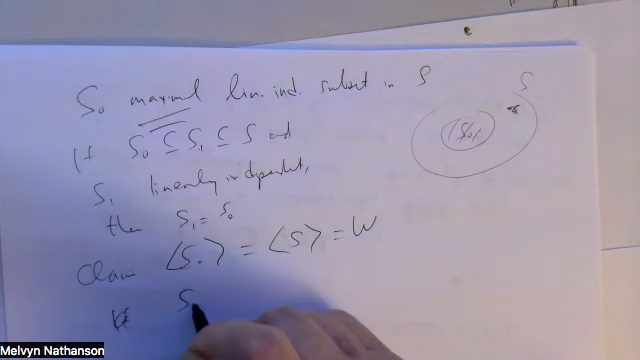 S₀ maximal lin. ind. subset in S
If S₀ ⊆ S₁ ⊆ S and
S₁ linearly independent,
then S₁ = S₀
Claim ⟨S₀⟩ = ⟨S⟩ = W
S
S
S₀
Melvyn Nathanson